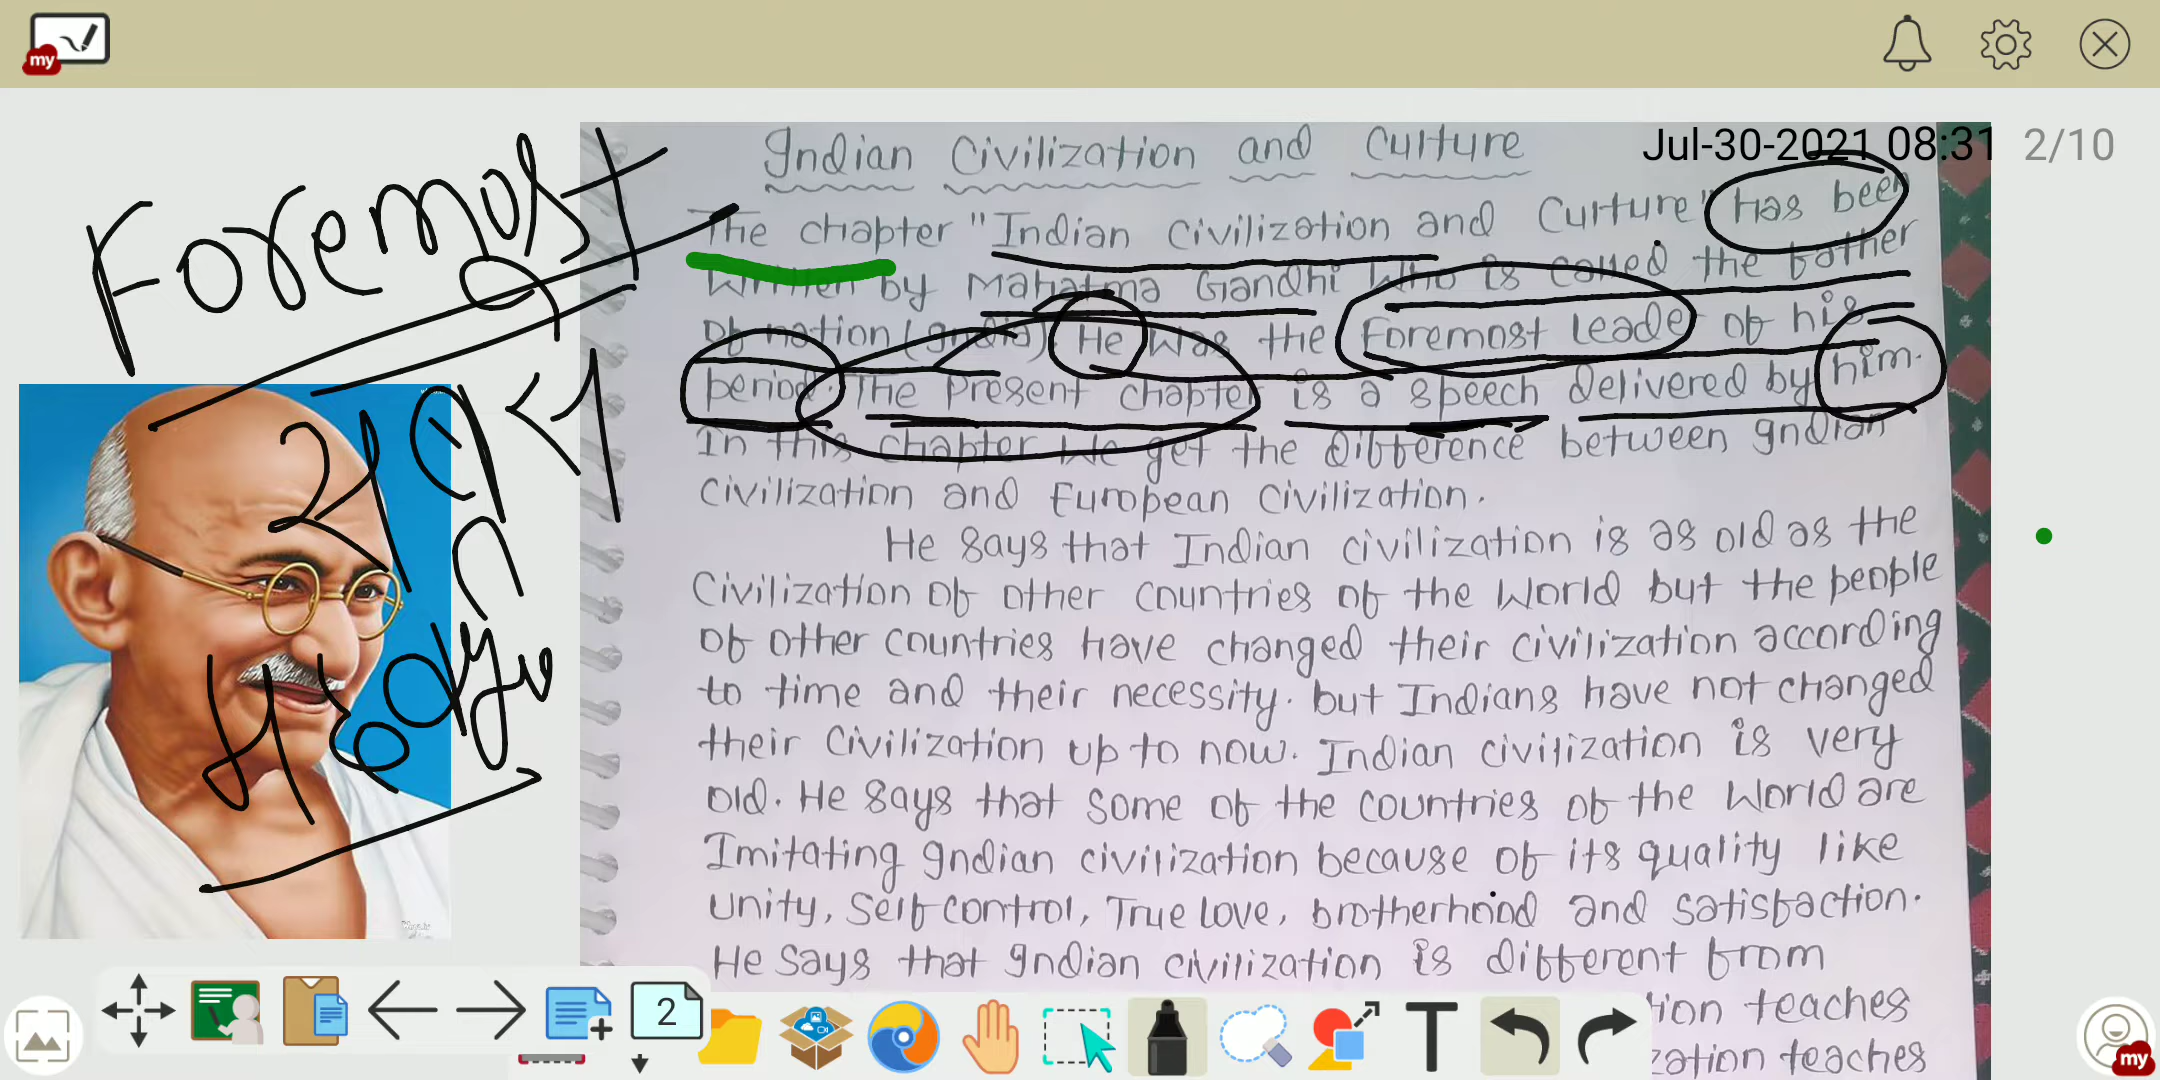 my
Jul-30-2021 08:31 2/10
Foremost
Indian Civilization and Culture
The chapter "Indian Civilization and Culture" has been
written by Mahatma Gandhi who is called the father
of nation (India). He was the Foremost Leader of his
period. The Present chapter is a speech delivered by him.
In this chapter we get the difference between Indian
Civilization and European Civilization.
He says that Indian civilization is as old as the
Civilization of other countries of the world but the people
of other countries have changed their civilization according
to time and their necessity. but Indians have not changed
their Civilization up to now. Indian civilization is very
old. He says that some of the countries of the world are
Imitating Indian civilization because of its quality like
unity, Self control, True love, brotherhood and satisfaction.
He says that Indian civilization is different from
tion teaches
zation teaches
2
T
my